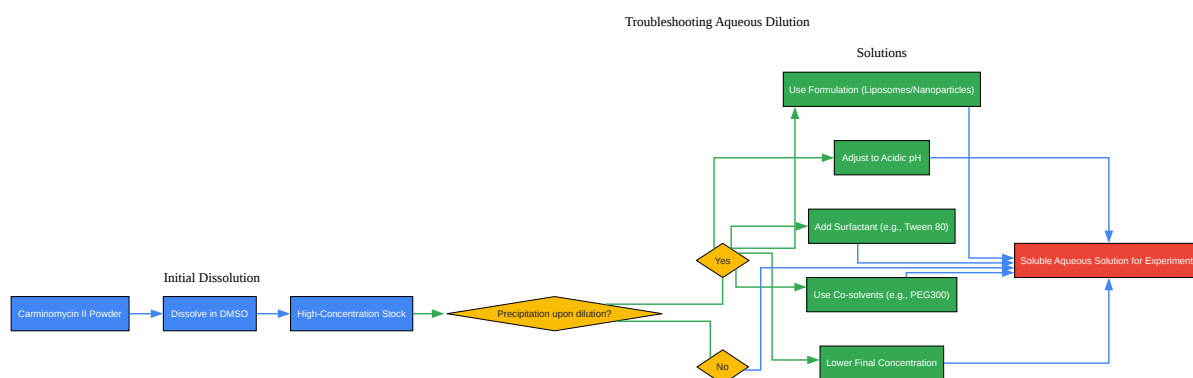 Troubleshooting Aqueous Dilution
Solutions
Use Formulation (Liposomes/Nanoparticles)
Adjust to Acidic pH
Add Surfactant (e.g., Tween 80)
Yes
Soluble Aqueous Solution for Experiment
Initial Dissolution
Carminomycin II Powder
Dissolve in DMSO
High-Concentration Stock
Precipitation upon dilution?
Use Co-solvents (e.g., PEG300)
No
Lower Final Concentration